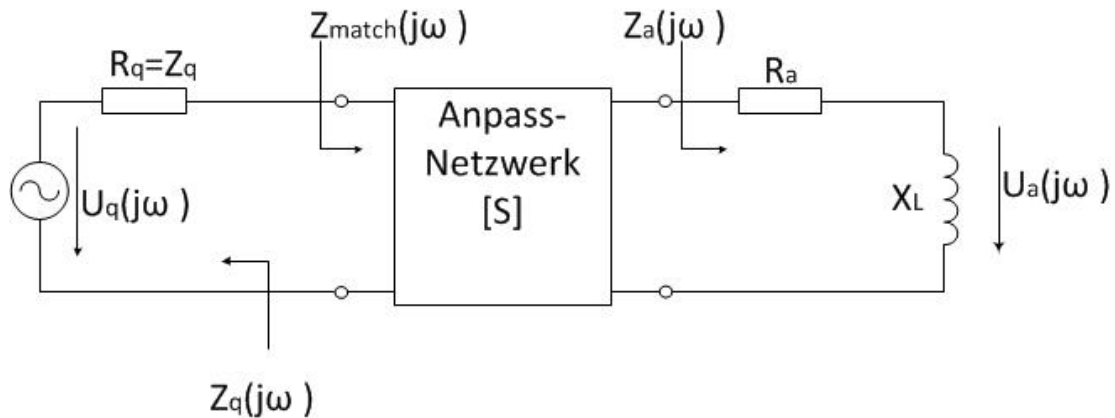 Zmatch(jω )
Za(jω )
Rq=Zq
Ra
Anpass-
Netzwerk
[S]
Uq(jω )
XL
Ua(jω )
Zq(jω )